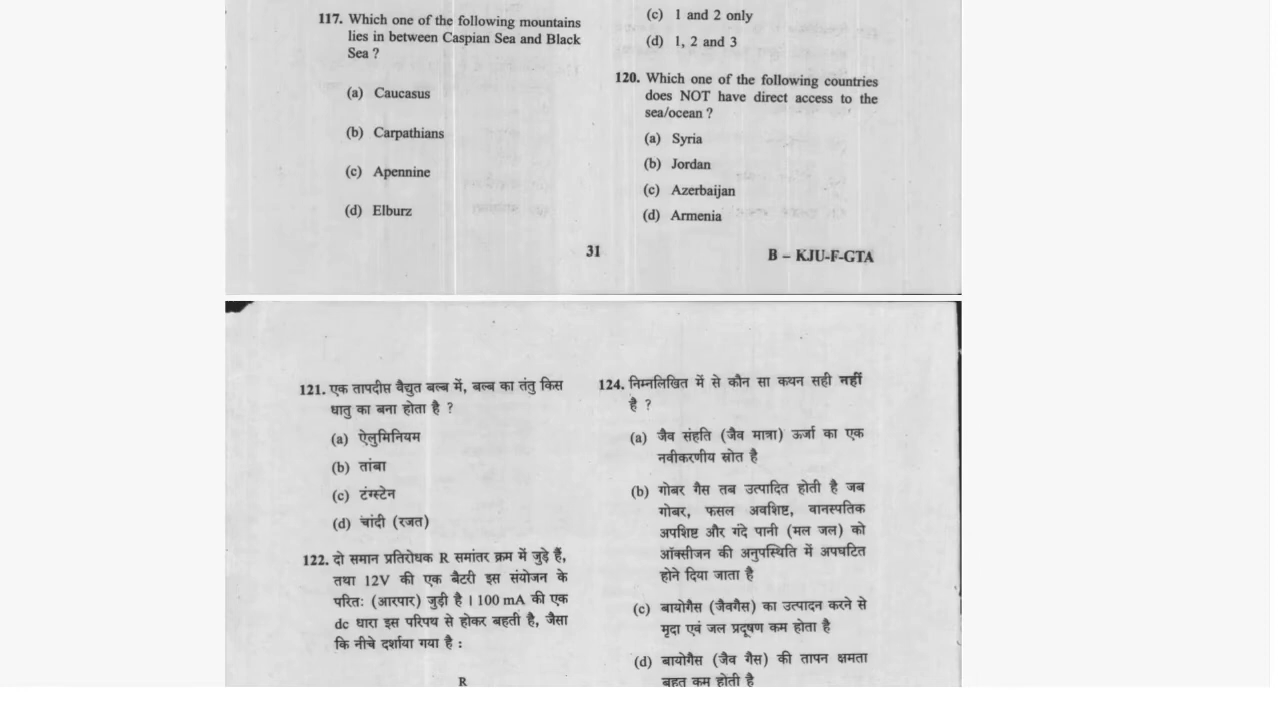 117. Which one of the following mountains
lies in between Caspian Sea and Black
Sea ?
(a) Caucasus
(b) Carpathians
(c) Apennine
(d) Elburz
(c) 1 and 2 only
(d) 1, 2 and 3
120. Which one of the following countries
does NOT have direct access to the
sea/ocean ?
(a) Syria
(b) Jordan
(c) Azerbaijan
(d) Armenia
31
B – KJU-F-GTA
121. एक तापदीप्त वैद्युत बल्ब में, बल्ब का तंतु किस
धातु का बना होता है ?
(a) ऐलुमिनियम
(b) तांबा
(c) टंग्स्टेन
(d) चांदी (रजत)
122. दो समान प्रतिरोधक R समांतर क्रम में जुड़े हैं,
तथा 12V की एक बैटरी इस संयोजन के
परितः (आरपार) जुड़ी है । 100 mA की एक
dc धारा इस परिपथ से होकर बहती है, जैसा
कि नीचे दर्शाया गया है :
R
124. निम्नलिखित में से कौन सा कथन सही नहीं
है ?
(a) जैव संहति (जैव मात्रा) ऊर्जा का एक
नवीकरणीय स्रोत है
(b) गोबर गैस तब उत्पादित होती है जब
गोबर, फसल अवशिष्ट, वानस्पतिक
अपशिष्ट और गंदे पानी (मल जल) को
ऑक्सीजन की अनुपस्थिति में अपघटित
होने दिया जाता है
(c) बायोगैस (जैवगैस) का उत्पादन करने से
मृदा एवं जल प्रदूषण कम होता है
(d) बायोगैस (जैव गैस) की तापन क्षमता
बहुत कम होती है